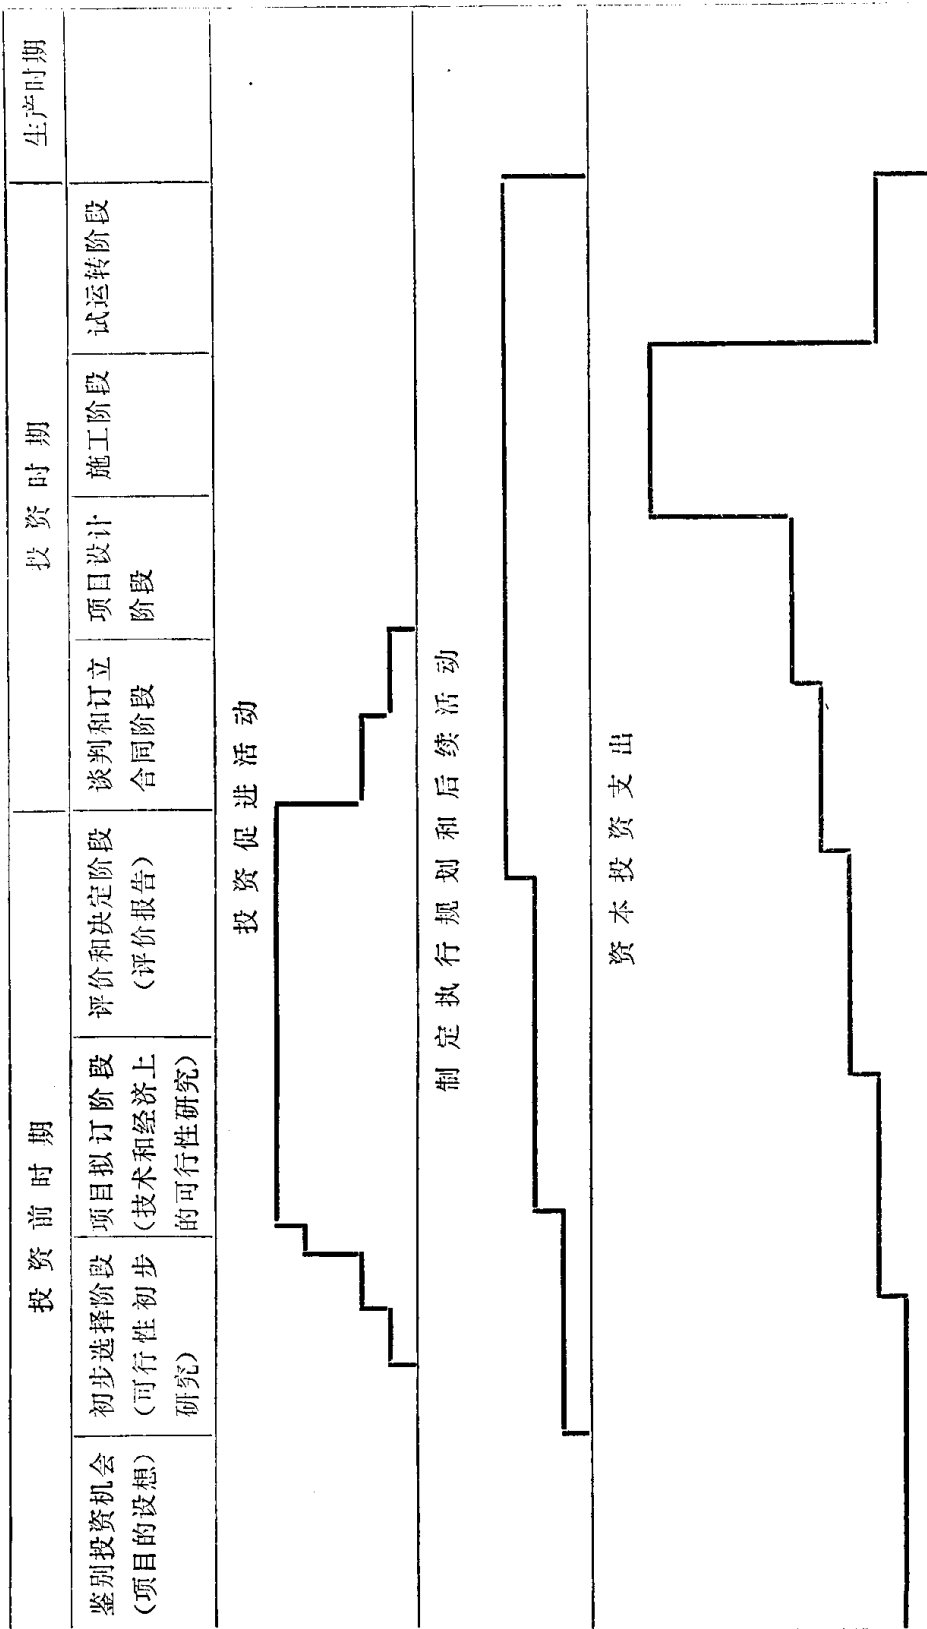 投资前时期
投资时期
生产时期
鉴别投资机会
(项目的设想)
初步选择阶段
(可行性初步
研究)
项目拟订阶段
(技术和经济上
的可行性研究)
评价和决定阶段
(评价报告)
谈判和订立
合同阶段
项目设计
阶段
施工阶段
试运转阶段
投资促进活动
制定执行规划和后续活动
资本投资支出